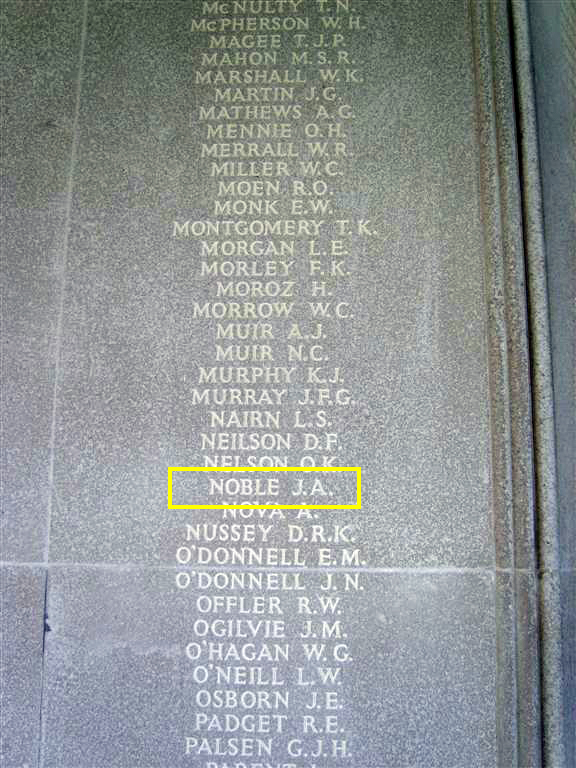 McNULTY T.N.
McPHERSON W.H.
MAGEE T.J.P.
MAHON M.S.R.
MARSHALL W.K.
MARTIN J.G.
MATHEWS A.G.
MENNIE O.H.
MERRALL W.R.
MILLER W.C.
MOEN R.O.
MONK E.W.
MONTGOMERY T.K.
MORGAN L.E.
MORLEY F.K.
MOROZ H.
MORROW W.C.
MUIR A.J.
MUIR N.C.
MURPHY K.J.
MURRAY J.F.G.
NAIRN L.S.
NEILSON D.F.
NELSON O.K.
NOBLE J.A.
NOVA A.
NUSSEY D.R.K.
O'DONNELL E.M.
O'DONNELL J.N.
OFFLER R.W.
OGILVIE J.M.
O'HAGAN W.G.
O'NEILL L.W.
OSBORN J.E.
PADGET R.E.
PALSEN G.J.H.